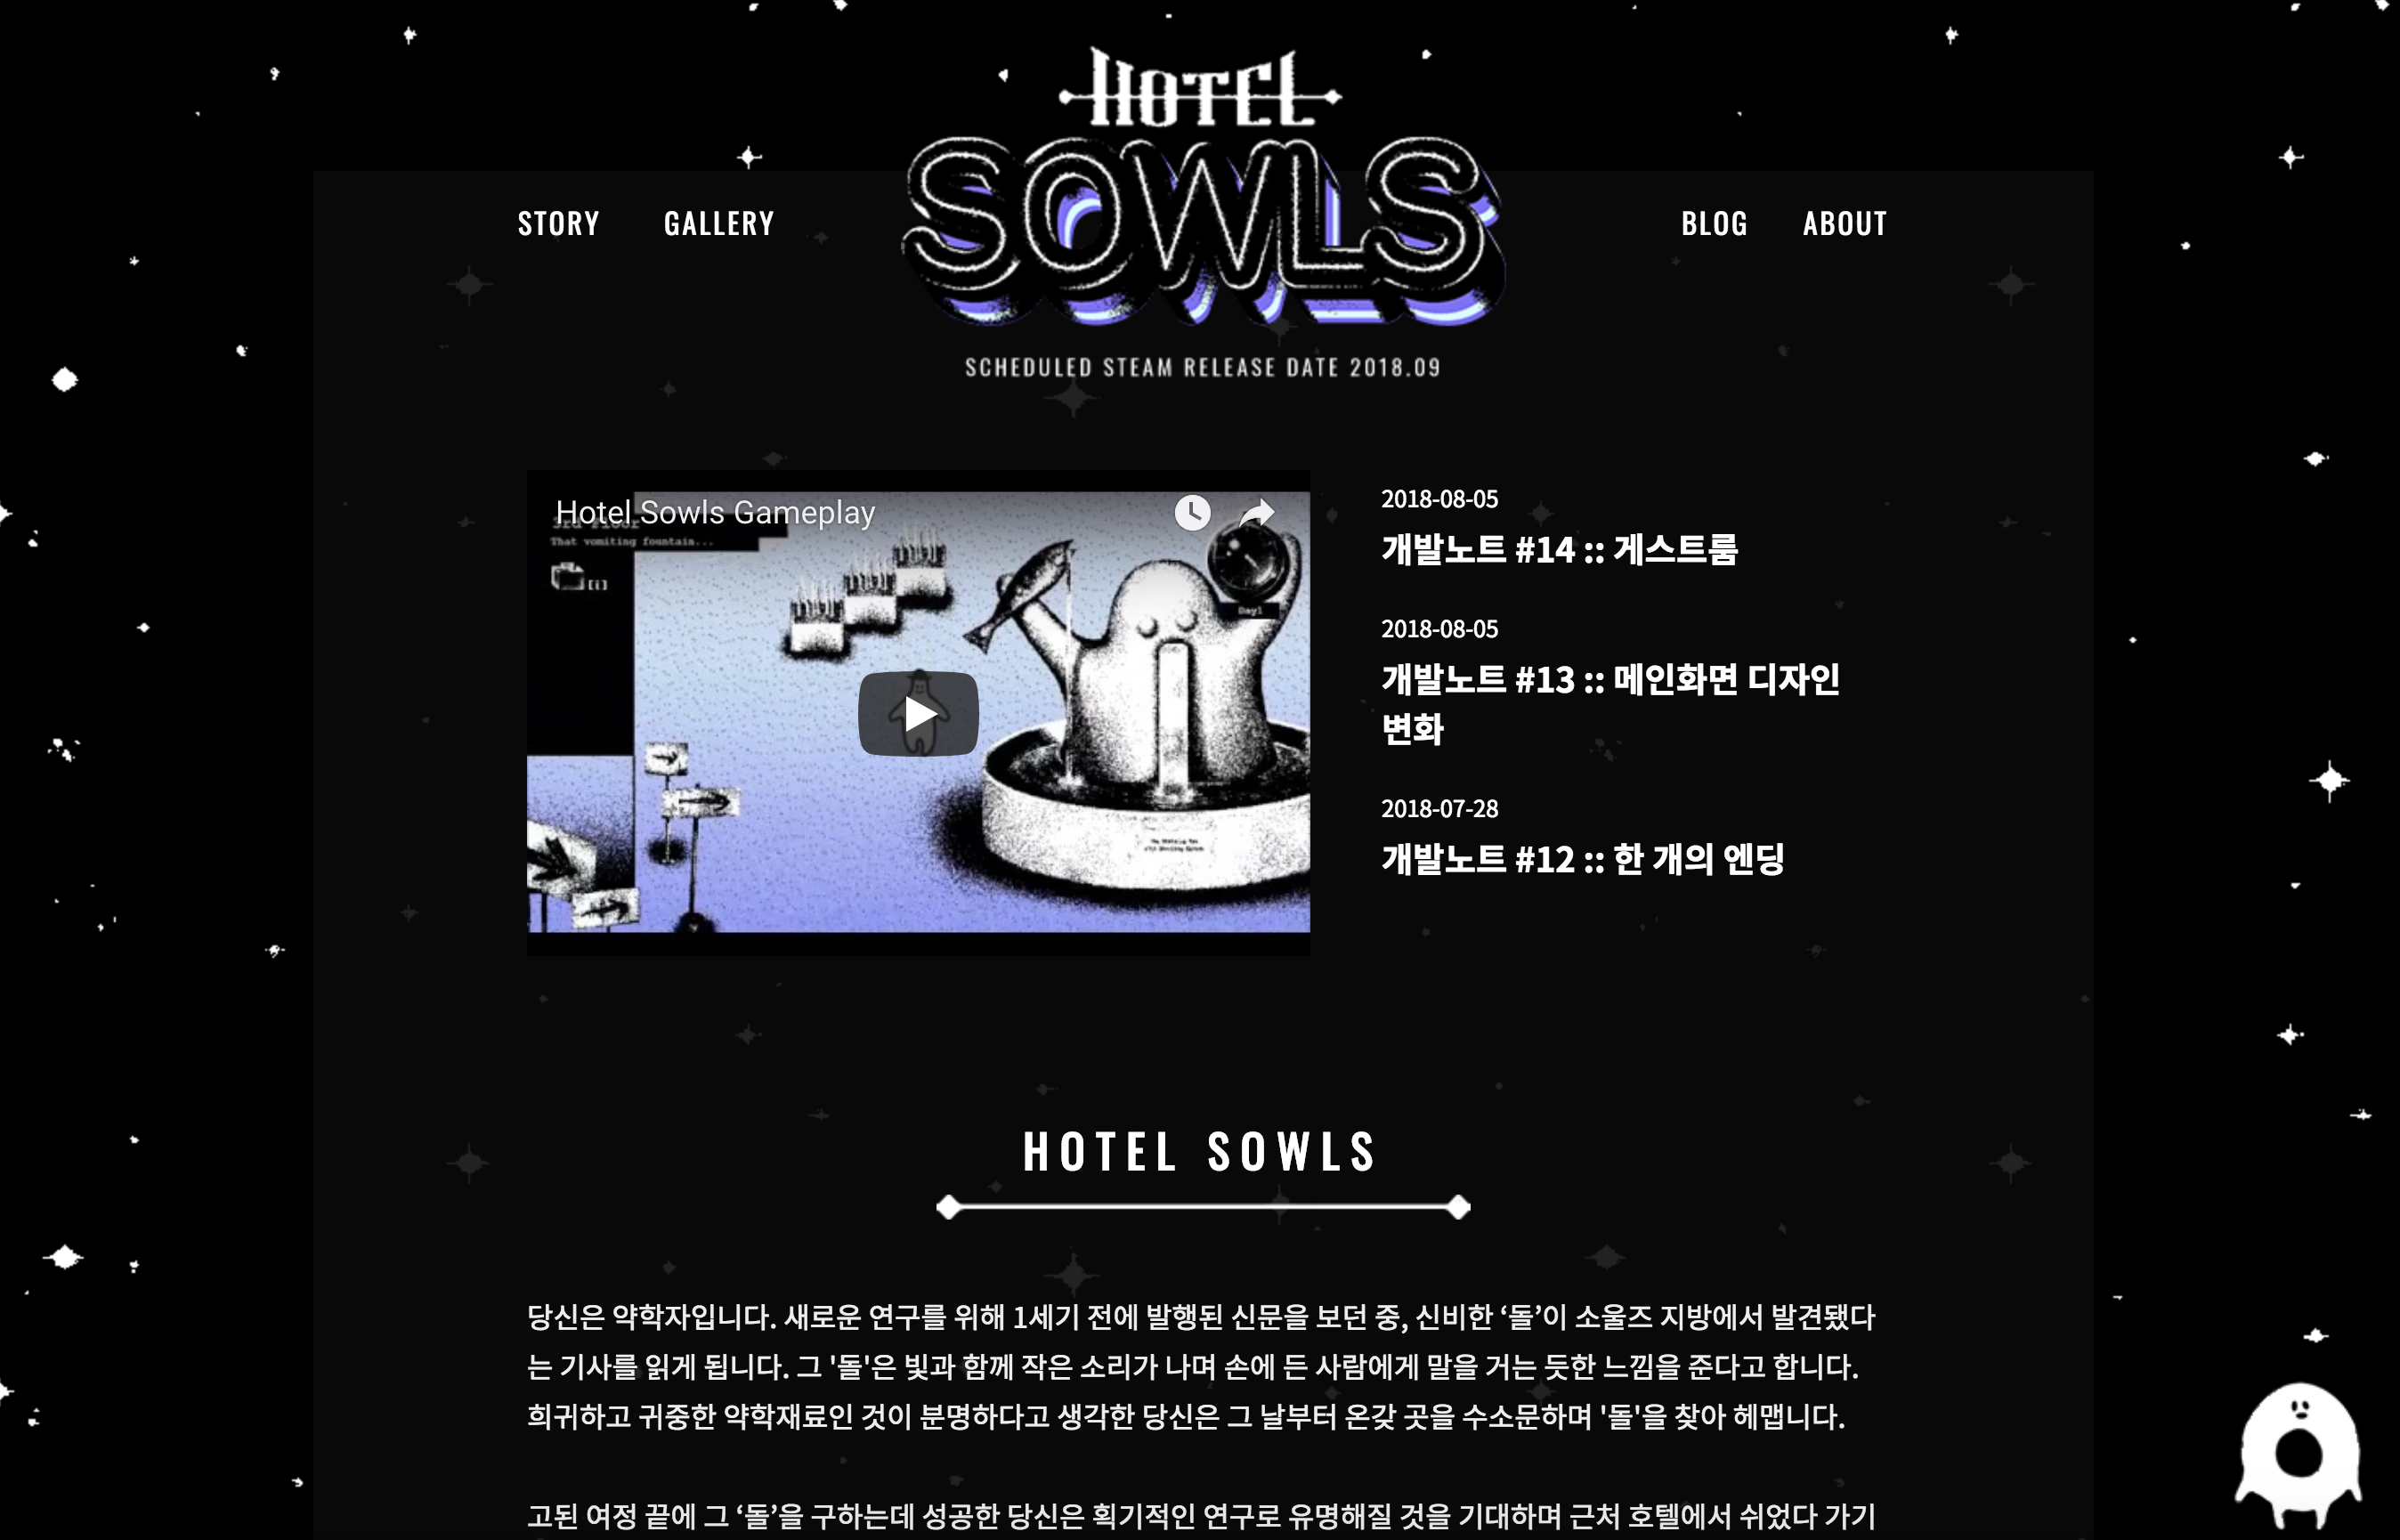 HOTEL
SOWLS
STORY
GALLERY
BLOG
ABOUT
SCHEDULED STEAM RELEASE DATE 2018.09
Hotel Sowls Gameplay
3rd Floor
That vomiting fountain...
[i]
Day1
2018-08-05
개발노트 #14 :: 게스트룸
2018-08-05
개발노트 #13 :: 메인화면 디자인
변화
2018-07-28
개발노트 #12 :: 한 개의 엔딩
HOTEL SOWLS
당신은 약학자입니다. 새로운 연구를 위해 1세기 전에 발행된 신문을 보던 중, 신비한 ‘돌’이 소울즈 지방에서 발견됐다
는 기사를 읽게 됩니다. 그 '돌'은 빛과 함께 작은 소리가 나며 손에 든 사람에게 말을 거는 듯한 느낌을 준다고 합니다.
희귀하고 귀중한 약학재료인 것이 분명하다고 생각한 당신은 그 날부터 온갖 곳을 수소문하며 '돌'을 찾아 헤맵니다.
고된 여정 끝에 그 ‘돌’을 구하는데 성공한 당신은 획기적인 연구로 유명해질 것을 기대하며 근처 호텔에서 쉬었다 가기